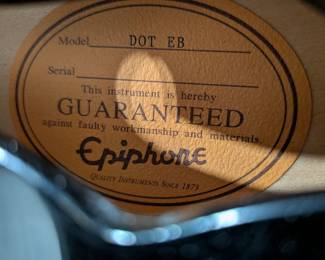 Model DOT EB
Serial
This instrument is hereby
GUARANTEED
against faulty workmanship and materials.
Epiphone
QUALITY INSTRUMENTS SINCE 1873